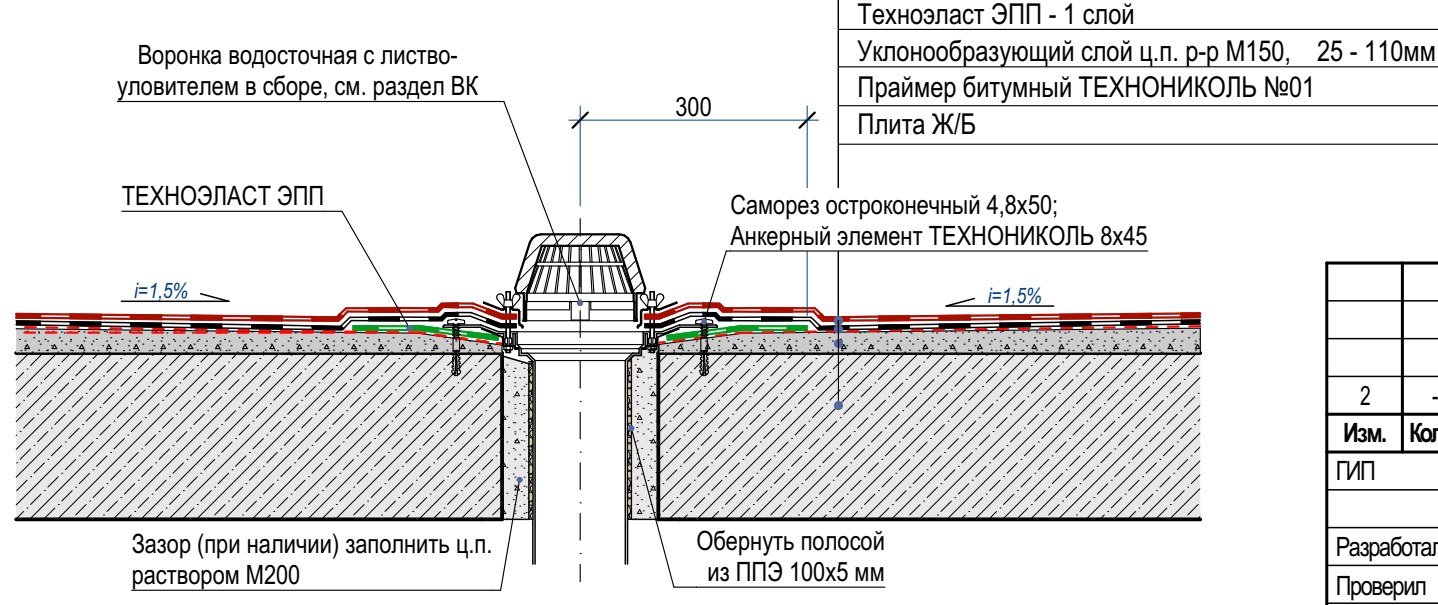 Техноэласт ЭПП - 1 слой
Уклонообразующий слой ц.п. р-р М150, 25 - 110мм
Праймер битумный ТЕХНОНИКОЛЬ №01
Плита Ж/Б
Воронка водосточная с листво-
уловителем в сборе, см. раздел ВК
300
ТЕХНОЭЛАСТ ЭПП
Саморез остроконечный 4,8х50;
Анкерный элемент ТЕХНОНИКОЛЬ 8х45
i=1,5%
i=1,5%
Зазор (при наличии) заполнить ц.п.
раствором М200
Обернуть полосой
из ППЭ 100х5 мм
2 -
Изм. Кол
ГИП
Разработал
Проверил